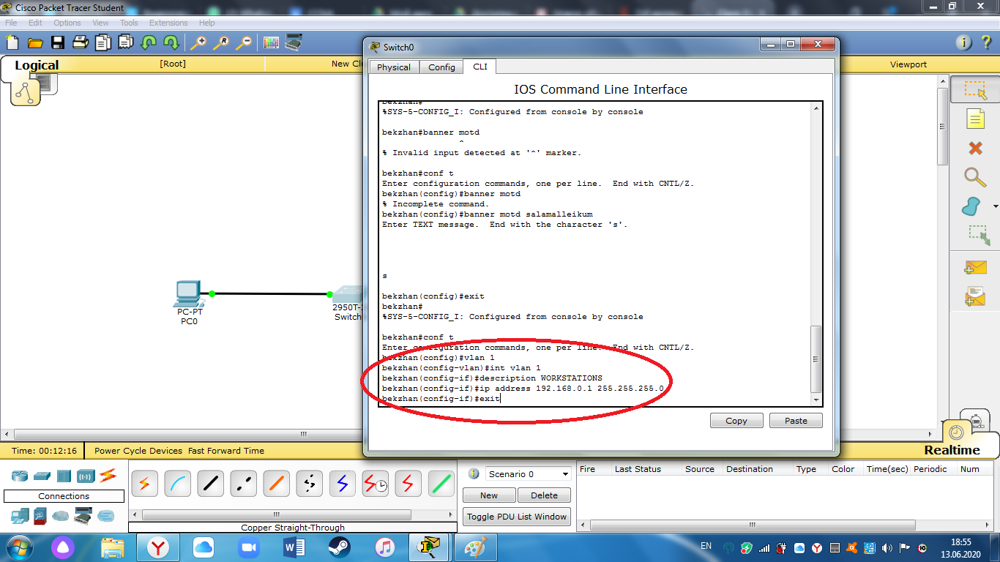 Cisco Packet Tracer Student
File Edit Options View Tools Extensions Help
Logical
[Root]
New Clu
Viewport
Switch0
Physical Config CLI
IOS Command Line Interface
bekzhan#
%SYS-5-CONFIG_I: Configured from console by console
bekzhan#banner motd
^
% Invalid input detected at '^' marker.
bekzhan#conf t
Enter configuration commands, one per line. End with CNTL/Z.
bekzhan(config)#banner motd
% Incomplete command.
bekzhan(config)#banner motd salamalleikum
Enter TEXT message. End with the character 's'.
s
bekzhan(config)#exit
bekzhan#
%SYS-5-CONFIG_I: Configured from console by console
bekzhan#conf t
Enter configuration commands, one per line. End with CNTL/Z.
bekzhan(config)#vlan 1
bekzhan(config-vlan)#int vlan 1
bekzhan(config-if)#description WORKSTATIONS
bekzhan(config-if)#ip address 192.168.0.1 255.255.255.0
bekzhan(config-if)#exit
Copy Paste
PC-PT
PC0
2950T-2
Switch
Time: 00:12:16 Power Cycle Devices Fast Forward Time
Realtime
Connections
Copper Straight-Through
Scenario 0
New Delete
Toggle PDU List Window
Fire Last Status Source Destination Type Color Time(sec) Periodic Num
EN
18:55
13.06.2020